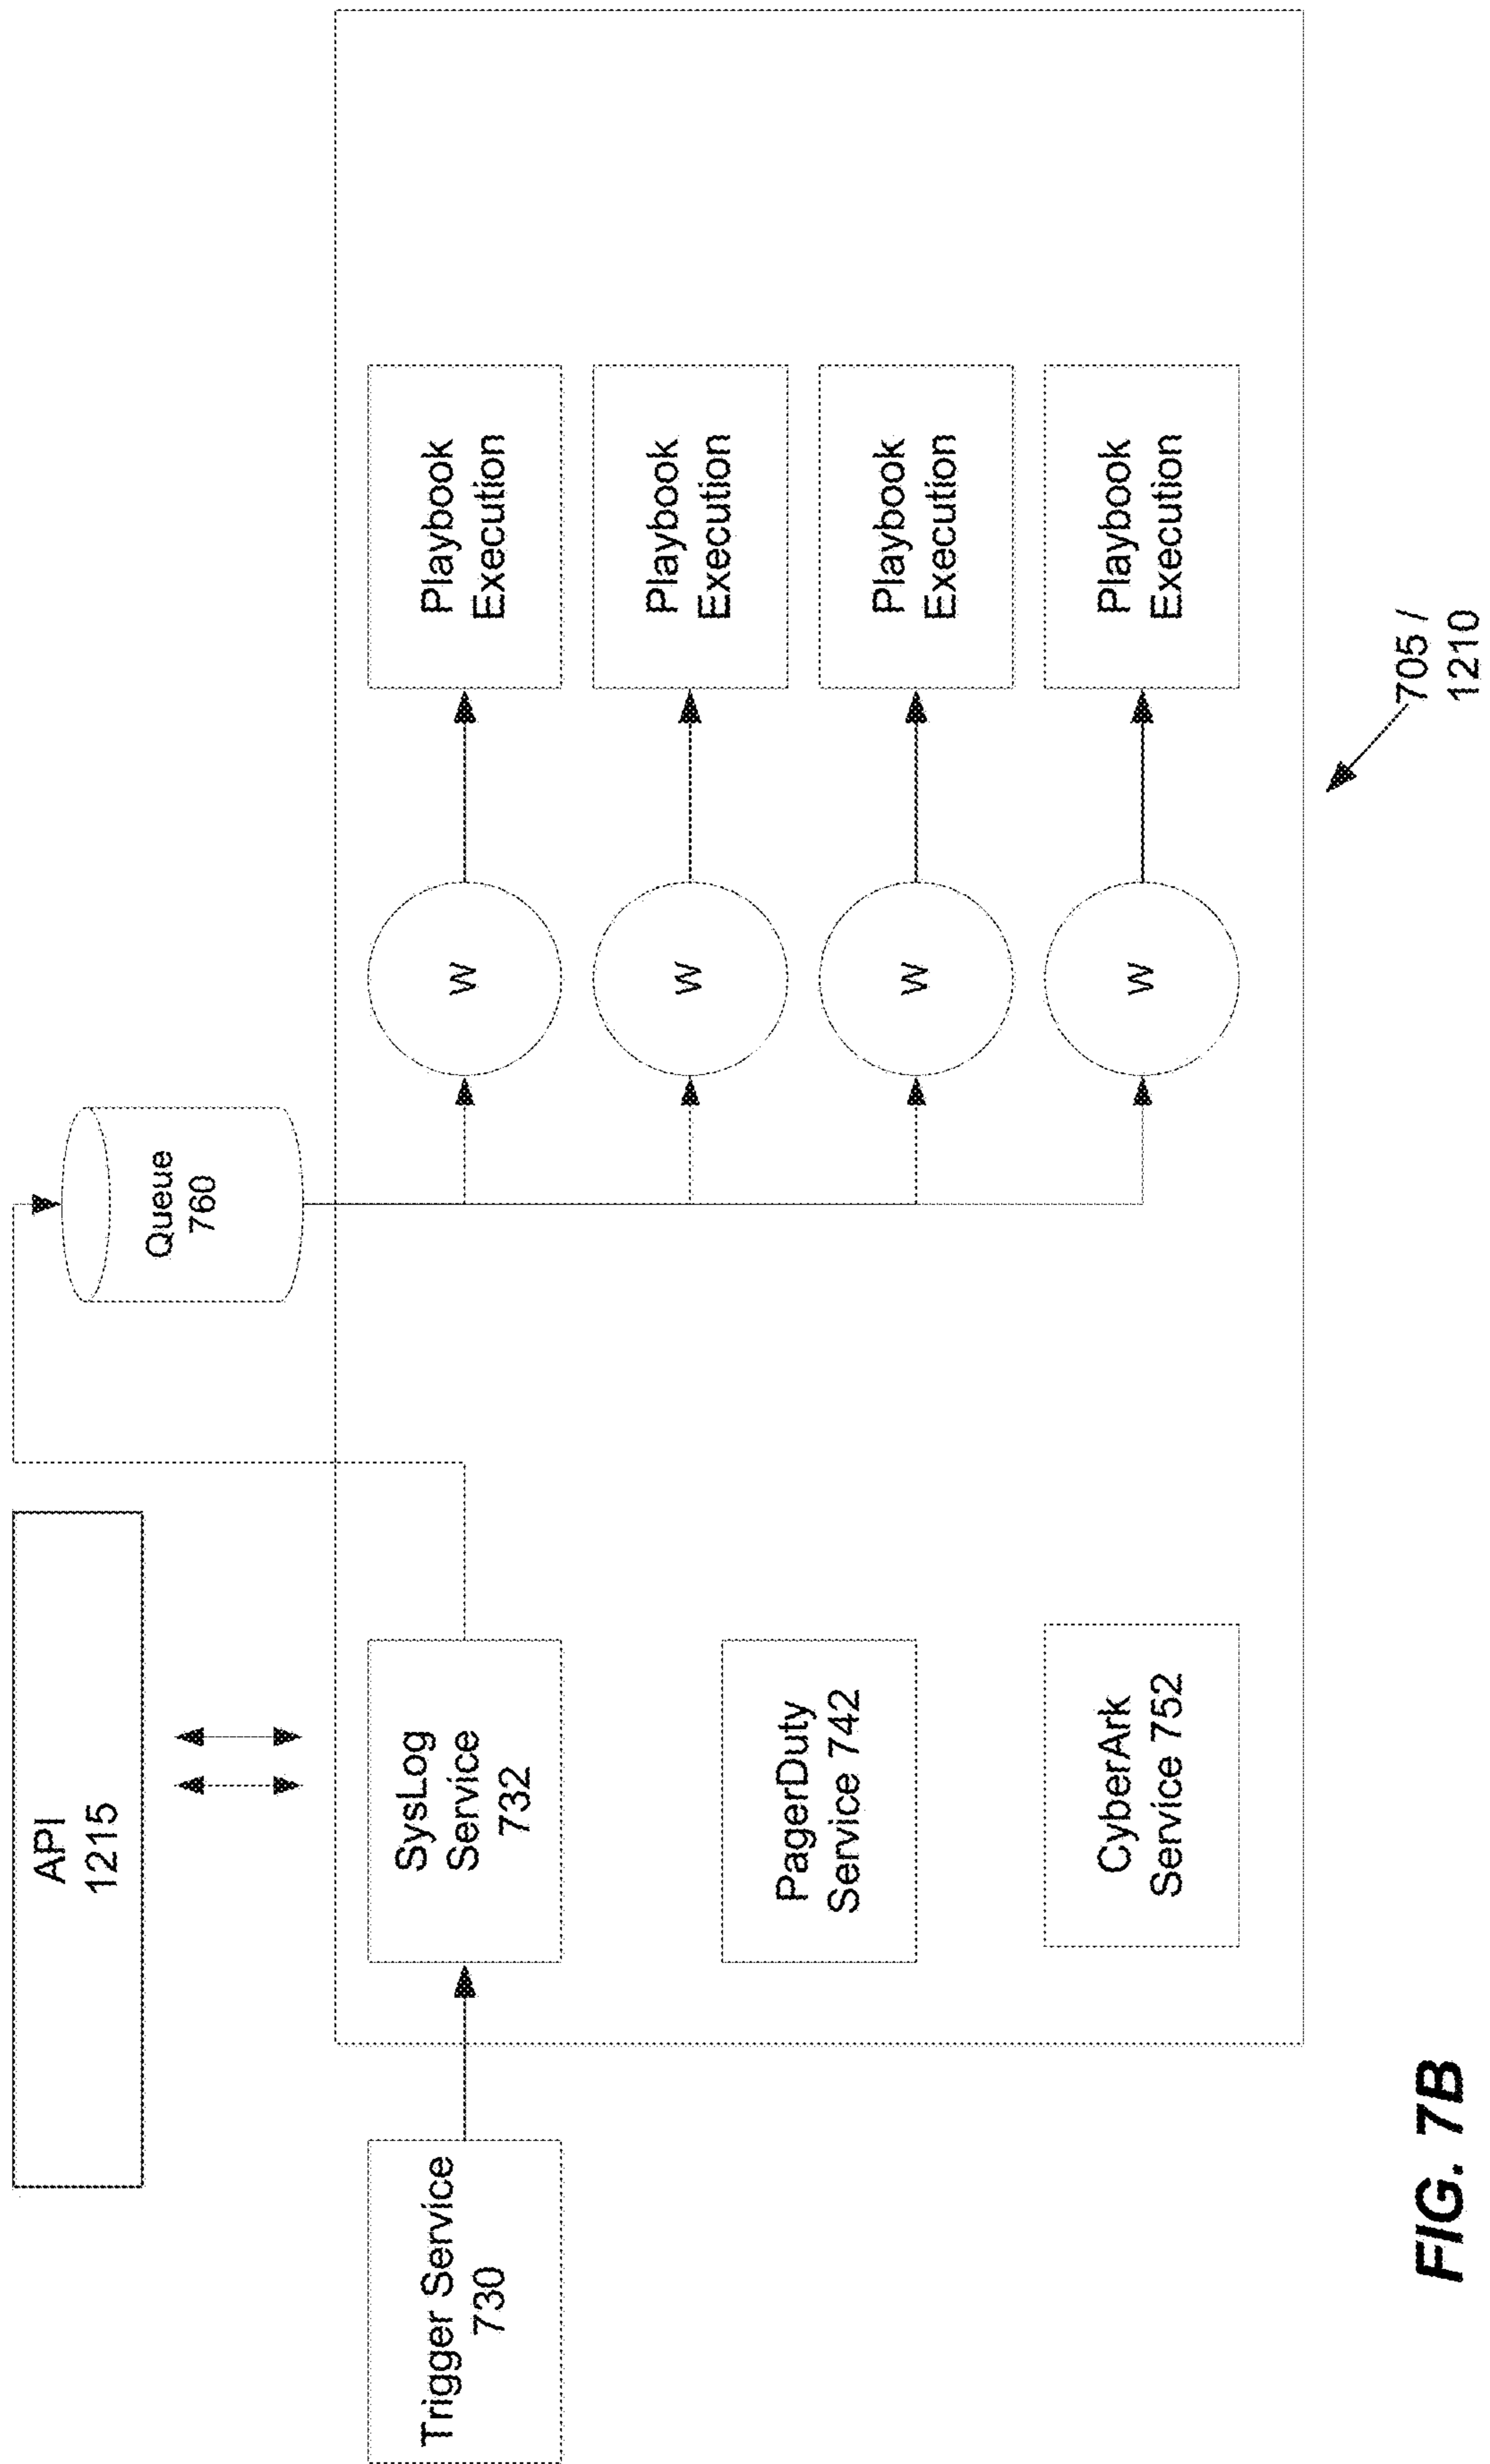 API
1215
Queue
760
Trigger Service
730
SysLog
Service
732
W
Playbook
Execution
W
Playbook
Execution
PagerDuty
Service 742
W
Playbook
Execution
CyberArk
Service 752
W
Playbook
Execution
705 /
1210
FIG. 7B